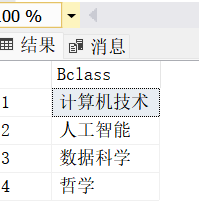 .00 %
结果 消息
Bclass
1 计算机技术
2 人工智能
3 数据科学
4 哲学